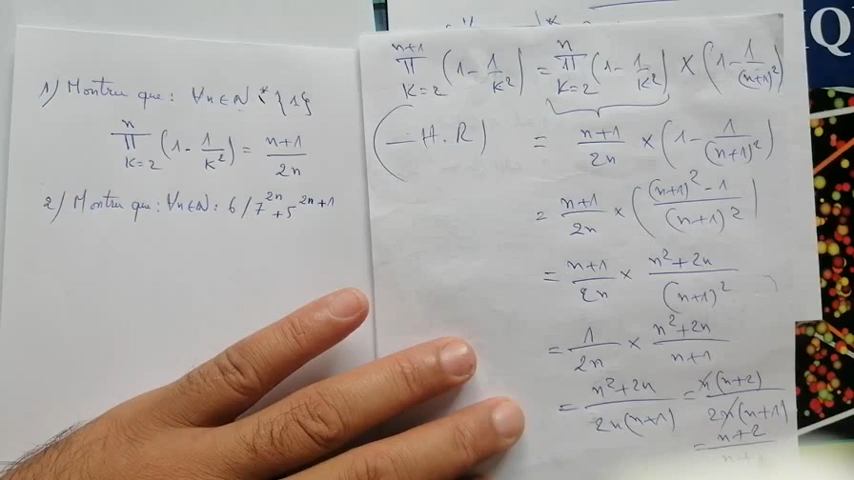 1) Montrer que : ∀n∈ℕ*\{1}
n
∏ (1 - 1/k²) = (n+1)/2n
K=2
2) Montrer que : ∀n∈ℕ : 6 / 7^2n + 5^2n+1
n+1
∏ (1 - 1/K²) = n ∏ K=2 (1 - 1/K²) × (1 - 1/(n+1)²)
K=2
(— H.R) = (n+1)/2n × (1 - 1/(n+1)²)
= (n+1)/2n × (((n+1)² - 1)/(n+1)²)
= (n+1)/2n × (n² + 2n)/(n+1)²
= 1/2n × (n² + 2n)/(n+1)
= (n² + 2n)/2n(n+1) = n(n+2)/2n(n+1)
= n+2
Q